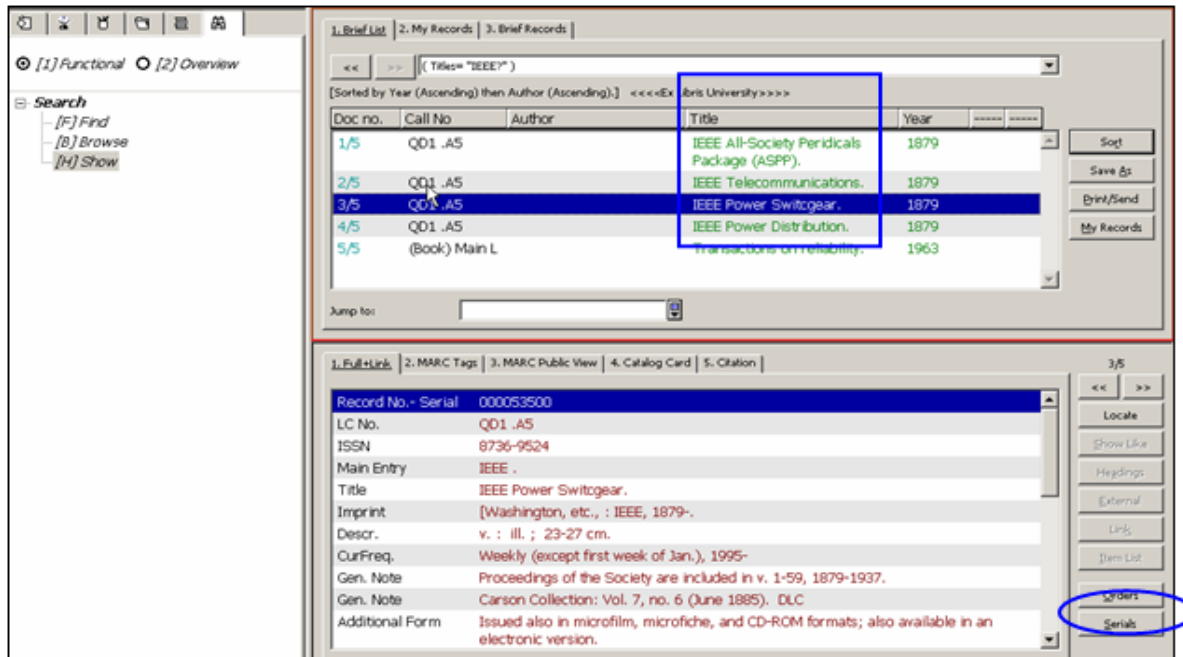 [1] Functional [2] Overview
Search
[F] Find
[B] Browse
[H] Show
1. Brief List 2. My Records 3. Brief Records
<< >> ( Titles= "IEEE?" )
[Sorted by Year (Ascending) then Author (Ascending).] <<<<Ex Libris University>>>>
Doc no. Call No Author Title Year ----- -----
1/5 QD1 .A5 IEEE All-Society Peridicals 1879
Package (ASPP).
2/5 QD1 .A5 IEEE Telecommunications. 1879
3/5 QD1 .A5 IEEE Power Switcgear. 1879
4/5 QD1 .A5 IEEE Power Distribution. 1879
5/5 (Book) Main L Transactions on reliability. 1963
Sort
Save As
Print/Send
My Records
Jump to:
1. Full+Link 2. MARC Tags 3. MARC Public View 4. Catalog Card 5. Citation
Record No.- Serial 000053500
LC No. QD1 .A5
ISSN 8736-9524
Main Entry IEEE .
Title IEEE Power Switcgear.
Imprint [Washington, etc., : IEEE, 1879-.
Descr. v. : ill. ; 23-27 cm.
CurFreq. Weekly (except first week of Jan.), 1995-
Gen. Note Proceedings of the Society are included in v. 1-59, 1879-1937.
Gen. Note Carson Collection: Vol. 7, no. 6 (June 1885). DLC
Additional Form Issued also in microfilm, microfiche, and CD-ROM formats; also available in an
electronic version.
3/5
<< >>
Locate
Show Like
Headings
External
Link
Item List
Orders
Serials